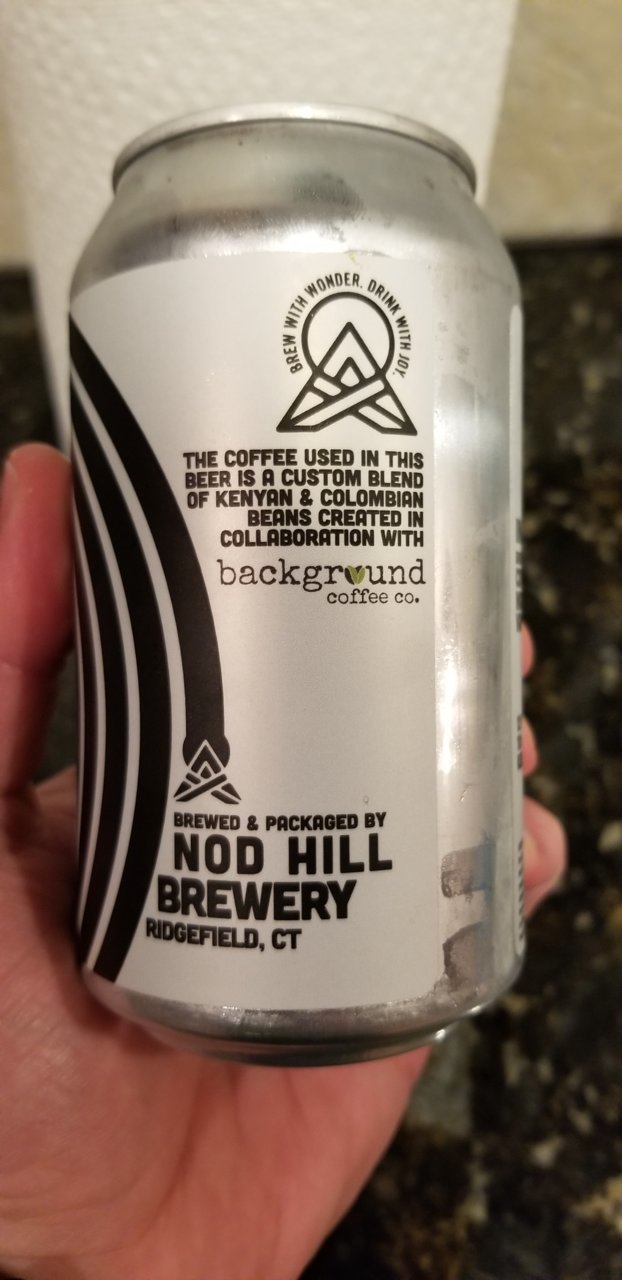 BREW WITH WONDER. DRINK WITH JOY.
THE COFFEE USED IN THIS
BEER IS A CUSTOM BLEND
OF KENYAN & COLOMBIAN
BEANS CREATED IN
COLLABORATION WITH
background
coffee co.
BREWED & PACKAGED BY
NOD HILL
BREWERY
RIDGEFIELD, CT